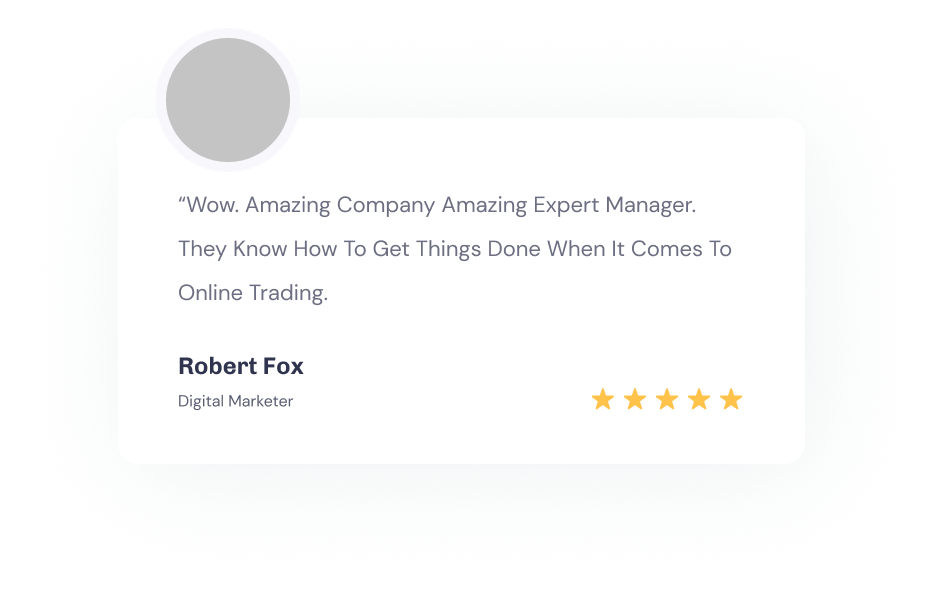 “Wow. Amazing Company Amazing Expert Manager.
They Know How To Get Things Done When It Comes To
Online Trading.
Robert Fox
Digital Marketer